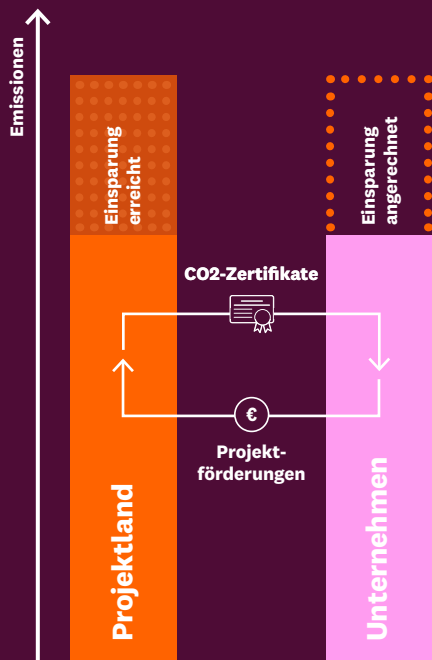 Emissionen
Einsparung
erreicht
Einsparung
angerechnet
CO2-Zertifikate
€
Projekt-
förderungen
Projektland
Unternehmen